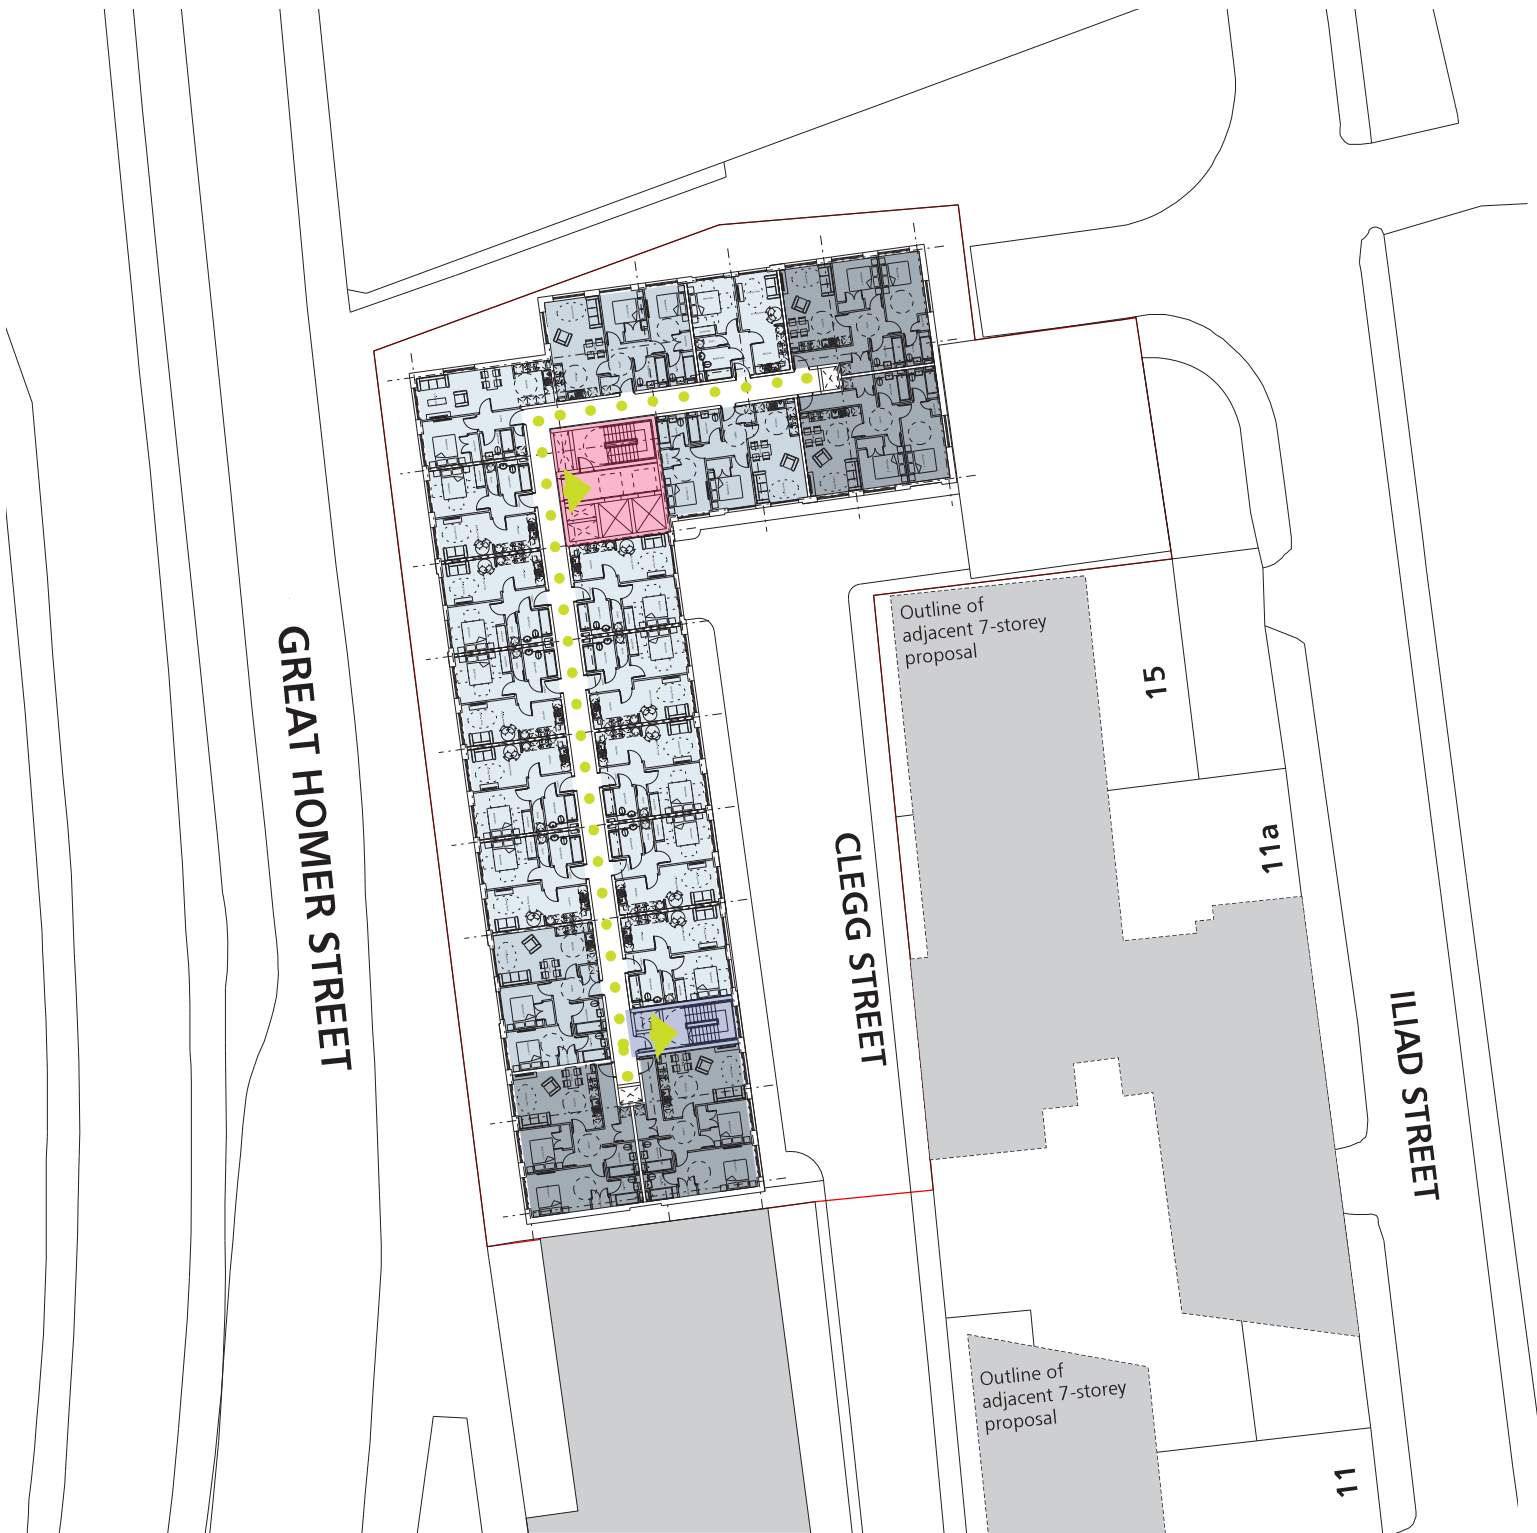 Outline of
adjacent 7-storey
proposal
15
GREAT HOMER STREET
11a
CLEGG STREET
ILIAD STREET
Outline of
adjacent 7-storey
proposal
11